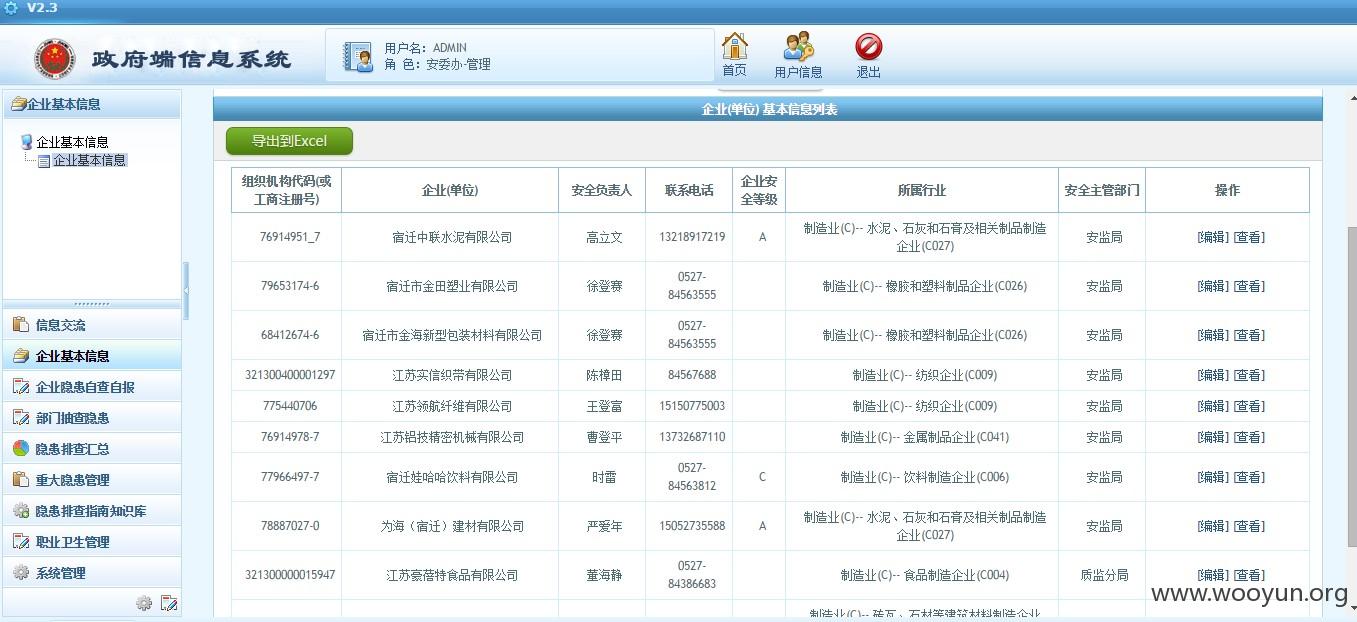 V2.3
政府端信息系统
用户名: ADMIN
角 色: 安委办-管理
首页
用户信息
退出
企业基本信息
企业基本信息
企业基本信息
信息交流
企业基本信息
企业隐患自查自报
部门抽查隐患
隐患排查汇总
重大隐患管理
隐患排查指南知识库
职业卫生管理
系统管理
企业(单位) 基本信息列表
导出到Excel
组织机构代码(或
工商注册号)
企业(单位)
安全负责人
联系电话
企业安
全等级
所属行业
安全主管部门
操作
76914951_7
宿迁中联水泥有限公司
高立文
13218917219
A
制造业(C)-- 水泥、石灰和石膏及相关制品制造
企业(C027)
安监局
[编辑] [查看]
79653174-6
宿迁市金田塑业有限公司
徐登赛
0527-
84563555
制造业(C)-- 橡胶和塑料制品企业(C026)
安监局
[编辑] [查看]
68412674-6
宿迁市金海新型包装材料有限公司
徐登赛
0527-
84563555
制造业(C)-- 橡胶和塑料制品企业(C026)
安监局
[编辑] [查看]
321300400001297
江苏实信织带有限公司
陈樟田
84567688
制造业(C)-- 纺织企业(C009)
安监局
[编辑] [查看]
775440706
江苏领航纤维有限公司
王登富
15150775003
制造业(C)-- 纺织企业(C009)
安监局
[编辑] [查看]
76914978-7
江苏铝技精密机械有限公司
曹登平
13732687110
制造业(C)-- 金属制品企业(C041)
安监局
[编辑] [查看]
77966497-7
宿迁娃哈哈饮料有限公司
时雷
0527-
84563812
C
制造业(C)-- 饮料制造企业(C006)
安监局
[编辑] [查看]
78887027-0
为海（宿迁）建材有限公司
严爱年
15052735588
A
制造业(C)-- 水泥、石灰和石膏及相关制品制造
企业(C027)
安监局
[编辑] [查看]
321300000015947
江苏豪蓓特食品有限公司
董海静
0527-
84386683
制造业(C)-- 食品制造企业(C004)
质监分局
[编辑] [查看]
制造业(C)-- 砖瓦、石材等建筑材料制造企业
www.wooyun.org